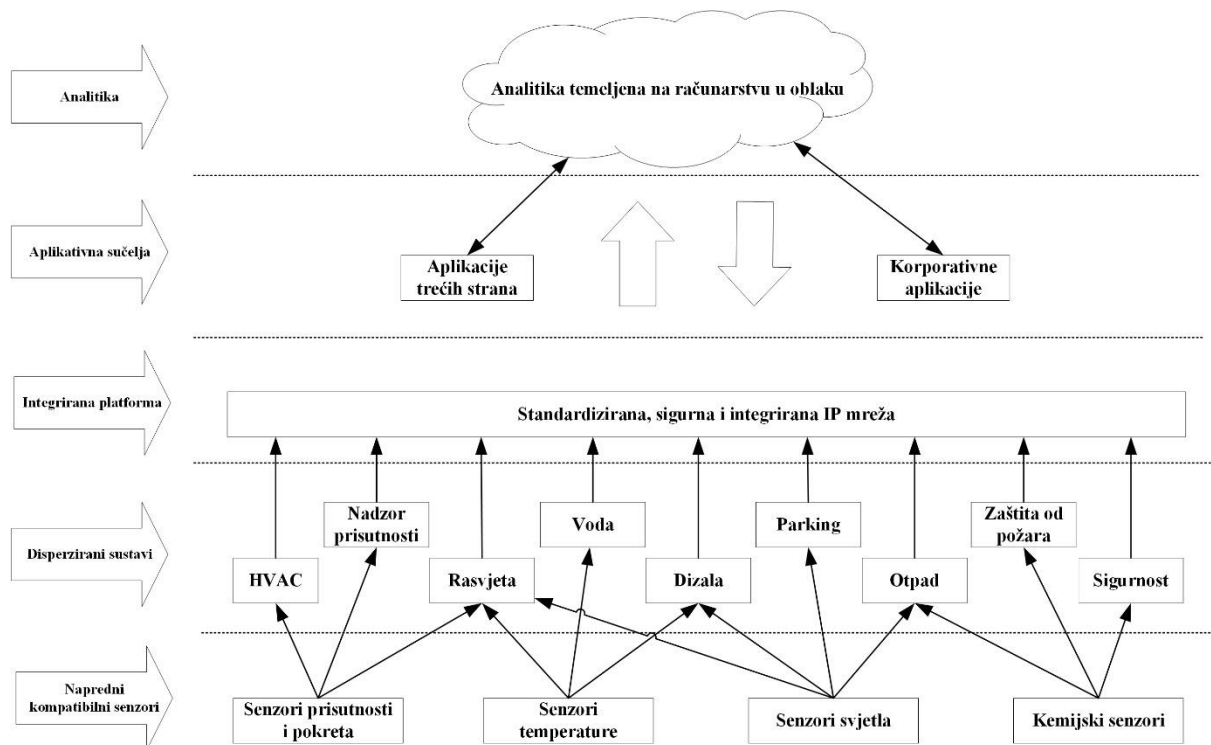 Analitika
Analitika temeljena na računarstvu u oblaku
Aplikativna sučelja
Aplikacije
trećih strana
Korporativne
aplikacije
Integrirana platforma
Standardizirana, sigurna i integrirana IP mreža
Disperzirani sustavi
Nadzor
prisutnosti
Voda
Parking
Zaštita od
požara
HVAC
Rasvjeta
Dizala
Otpad
Sigurnost
Napredni
kompatibilni senzori
Senzori prisutnosti
i pokreta
Senzori
temperature
Senzori svjetla
Kemijski senzori